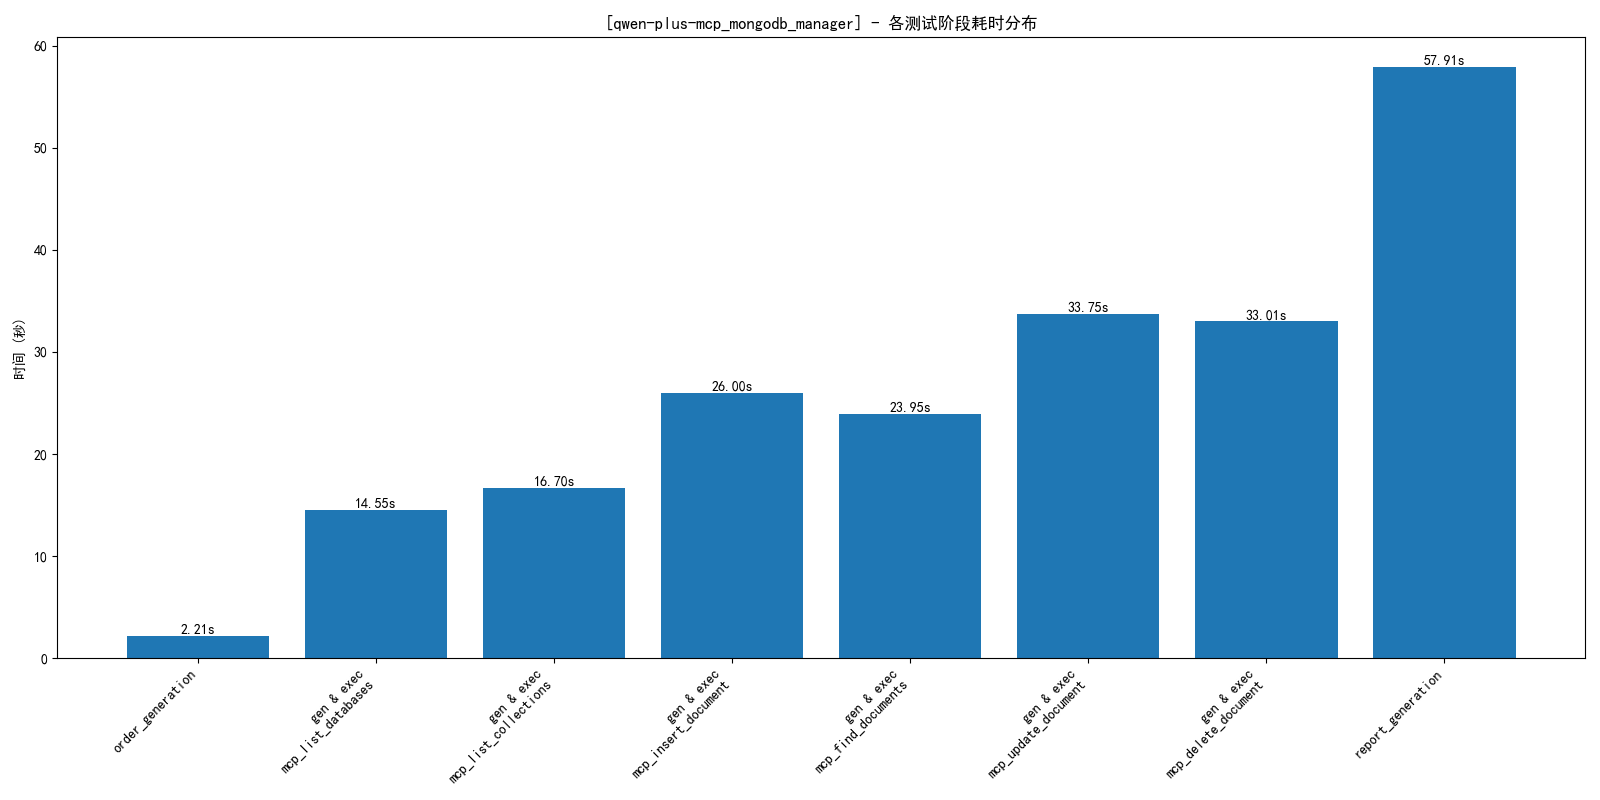 [qwen-plus-mcp_mongodb_manager] - 各测试阶段耗时分布
时间 (秒)
60
50
40
30
20
10
0
2.21s
14.55s
16.70s
26.00s
23.95s
33.75s
33.01s
57.91s
order_generation
gen & exec
mcp_list_databases
gen & exec
mcp_list_collections
gen & exec
mcp_insert_document
gen & exec
mcp_find_documents
gen & exec
mcp_update_document
gen & exec
mcp_delete_document
report_generation